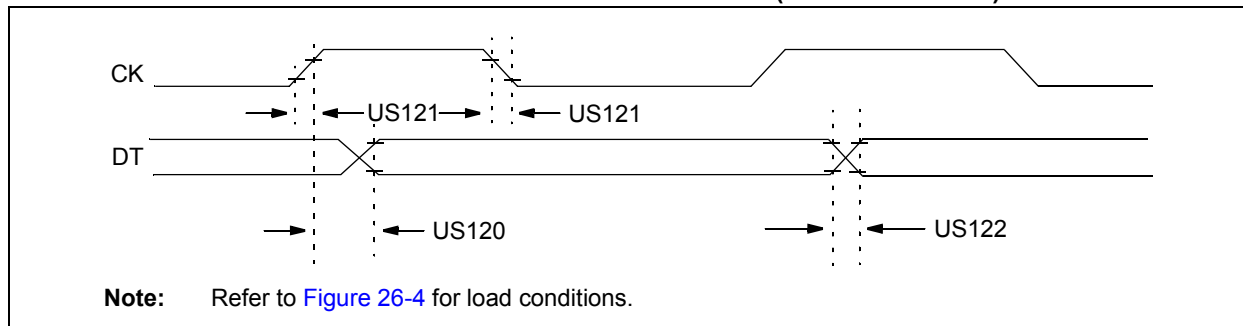 CK
US121 US121
DT
US120 US122
Note: Refer to Figure 26-4 for load conditions.